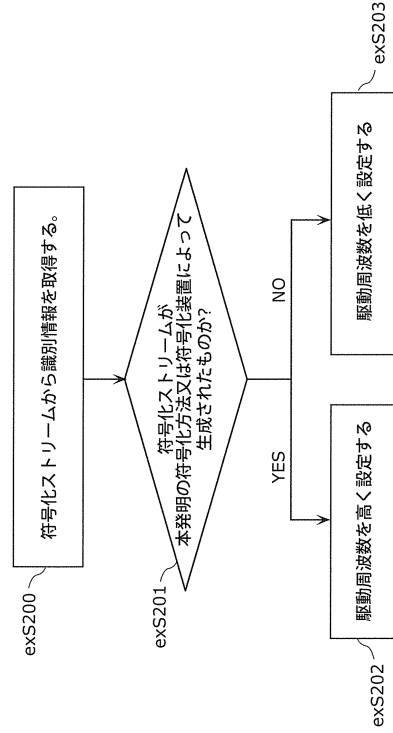 exS200
符号化ストリームから識別情報を取得する。
exS201
符号化ストリームが
本発明の符号化方法又は符号化装置によって
生成されたものか?
YES
NO
exS202
駆動周波数を高く設定する
exS203
駆動周波数を低く設定する